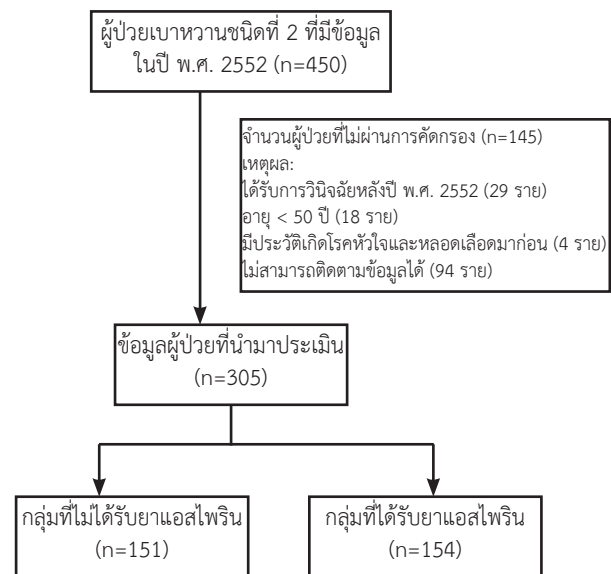 ผู้ป่วยเบาหวานชนิดที่ 2 ที่มีข้อมูล
ในปี พ.ศ. 2552 (n=450)
จำนวนผู้ป่วยที่ไม่ผ่านการคัดกรอง (n=145)
เหตุผล:
ได้รับการวินิจฉัยหลังปี พ.ศ. 2552 (29 ราย)
อายุ < 50 ปี (18 ราย)
มีประวัติเกิดโรคหัวใจและหลอดเลือดมาก่อน (4 ราย)
ไม่สามารถติดตามข้อมูลได้ (94 ราย)
ข้อมูลผู้ป่วยที่นำมาประเมิน
(n=305)
กลุ่มที่ไม่ได้รับยาแอสไพริน
(n=151)
กลุ่มที่ได้รับยาแอสไพริน
(n=154)